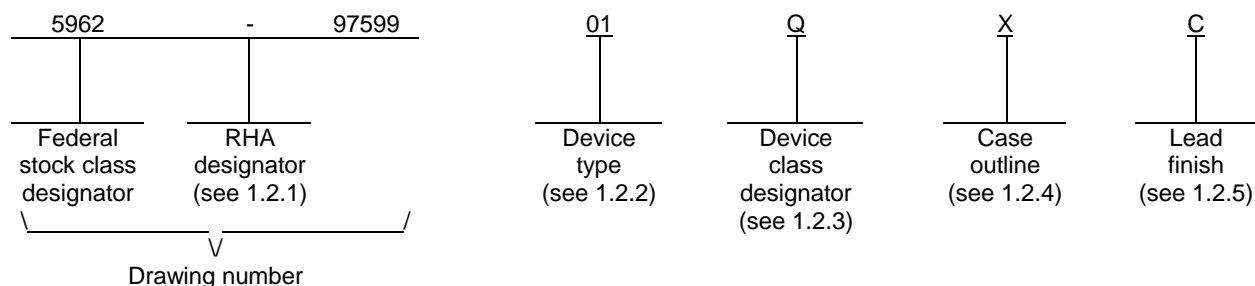 5962 - 97599 01 Q X C
Federal stock class designator
RHA designator (see 1.2.1)
Device type (see 1.2.2)
Device class designator (see 1.2.3)
Case outline (see 1.2.4)
Lead finish (see 1.2.5)
\ /
\/
Drawing number